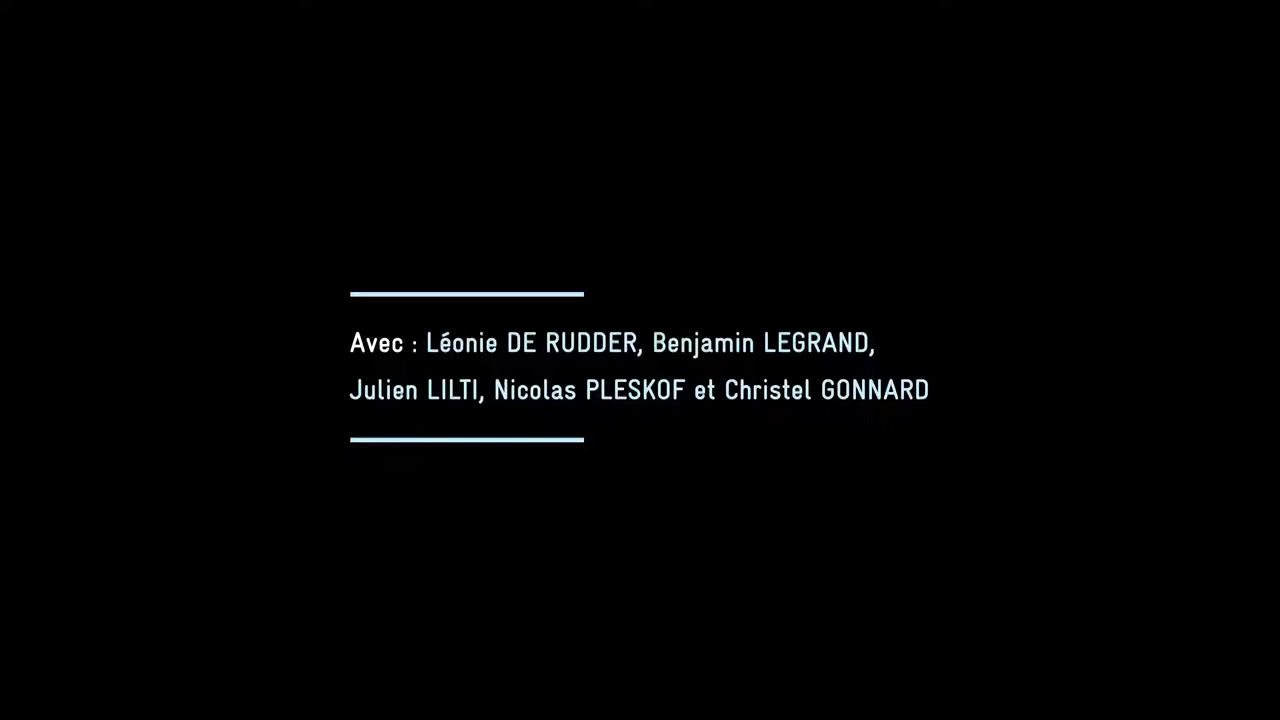 Avec : Léonie DE RUDDER, Benjamin LEGRAND,
Julien LILTI, Nicolas PLESKOF et Christel GONNARD